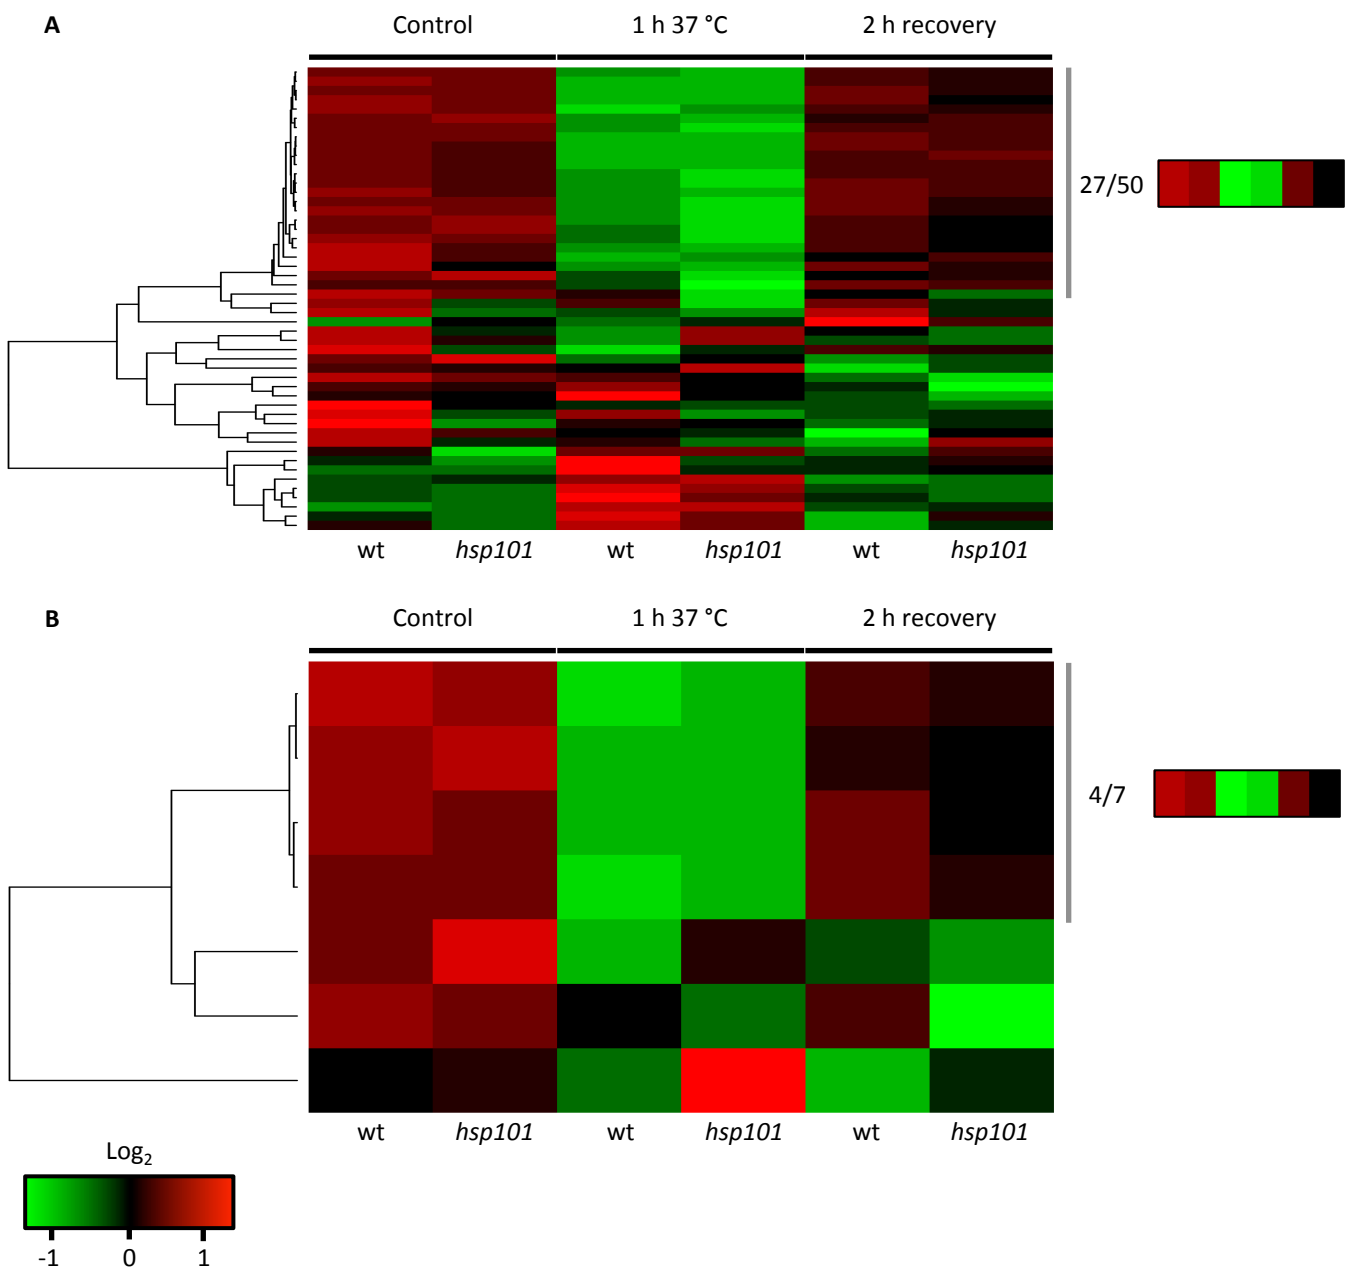 A
Control 1 h 37 °C 2 h recovery
27/50
wt hsp101 wt hsp101 wt hsp101
B
Control 1 h 37 °C 2 h recovery
4/7
wt hsp101 wt hsp101 wt hsp101
Log2
-1 0 1